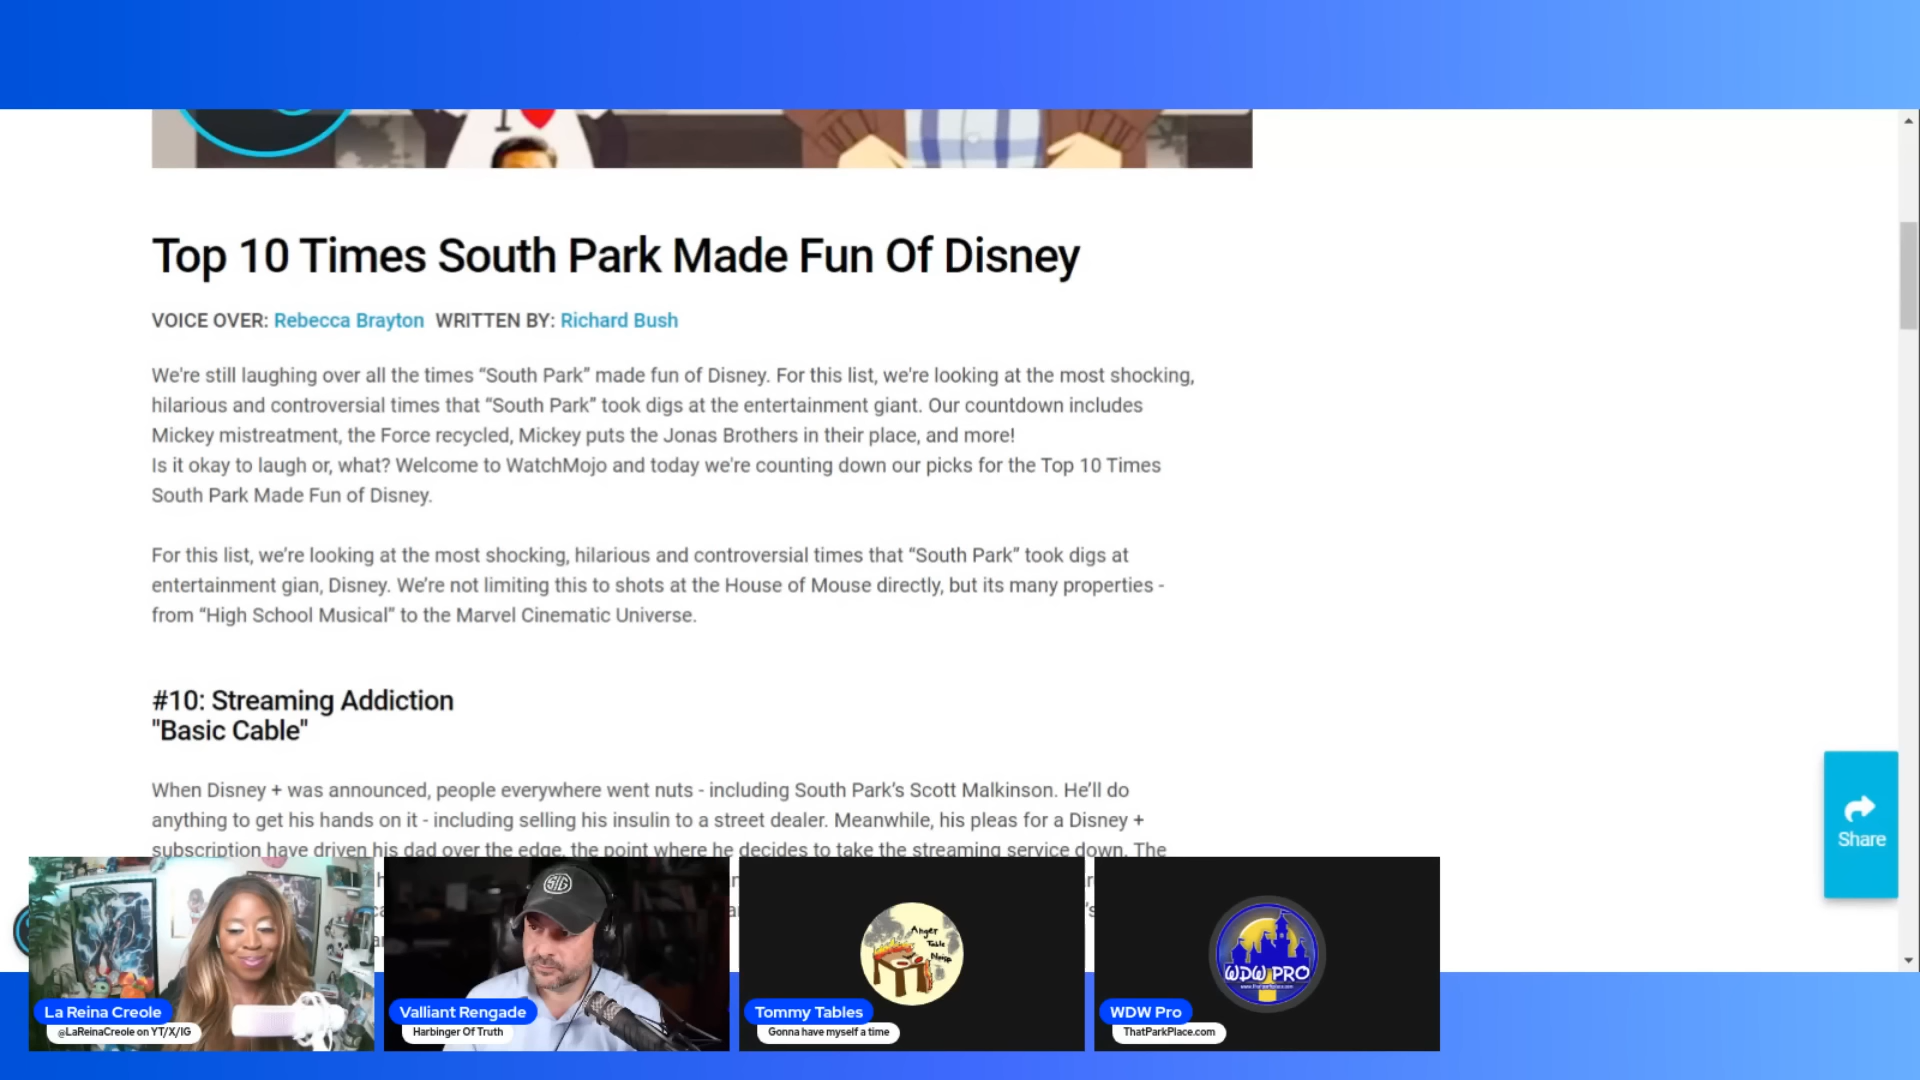 I
Top 10 Times South Park Made Fun Of Disney
VOICE OVER: Rebecca Brayton WRITTEN BY: Richard Bush
We're still laughing over all the times “South Park” made fun of Disney. For this list, we're looking at the most shocking,
hilarious and controversial times that “South Park” took digs at the entertainment giant. Our countdown includes
Mickey mistreatment, the Force recycled, Mickey puts the Jonas Brothers in their place, and more!
Is it okay to laugh or, what? Welcome to WatchMojo and today we're counting down our picks for the Top 10 Times
South Park Made Fun of Disney.
For this list, we’re looking at the most shocking, hilarious and controversial times that “South Park” took digs at
entertainment gian, Disney. We’re not limiting this to shots at the House of Mouse directly, but its many properties -
from “High School Musical” to the Marvel Cinematic Universe.
#10: Streaming Addiction
"Basic Cable"
When Disney + was announced, people everywhere went nuts - including South Park’s Scott Malkinson. He’ll do
anything to get his hands on it - including selling his insulin to a street dealer. Meanwhile, his pleas for a Disney +
subscription have driven his dad over the edge, the point where he decides to take the streaming service down. The
Share
SIG
Anger
Table
Noise
WDW PRO
La Reina Creole
@LaReinaCreole on YT/X/IG
Valliant Rengade
Harbinger Of Truth
Tommy Tables
Gonna have myself a time
WDW Pro
ThatParkPlace.com